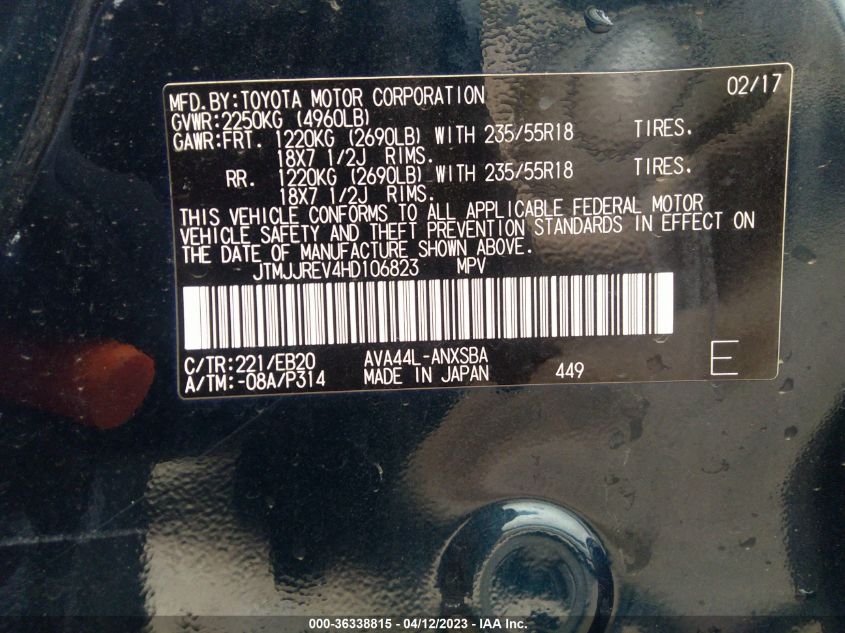 MFD.BY:TOYOTA MOTOR CORPORATION 02/17
GVWR:2250KG (4960LB)
GAWR:FRT. 1220KG (2690LB) WITH 235/55R18 TIRES.
18X7 1/2J RIMS.
RR. 1220KG (2690LB) WITH 235/55R18 TIRES.
18X7 1/2J RIMS.
THIS VEHICLE CONFORMS TO ALL APPLICABLE FEDERAL MOTOR
VEHICLE SAFETY AND THEFT PREVENTION STANDARDS IN EFFECT ON
THE DATE OF MANUFACTURE SHOWN ABOVE.
JTMJJREV4HD106823 MPV
C/TR:221/EB20 AVA44L-ANXSBA
A/TM:-08A/P314 MADE IN JAPAN 449 E
000-36338815 - 04/12/2023 - IAA Inc.